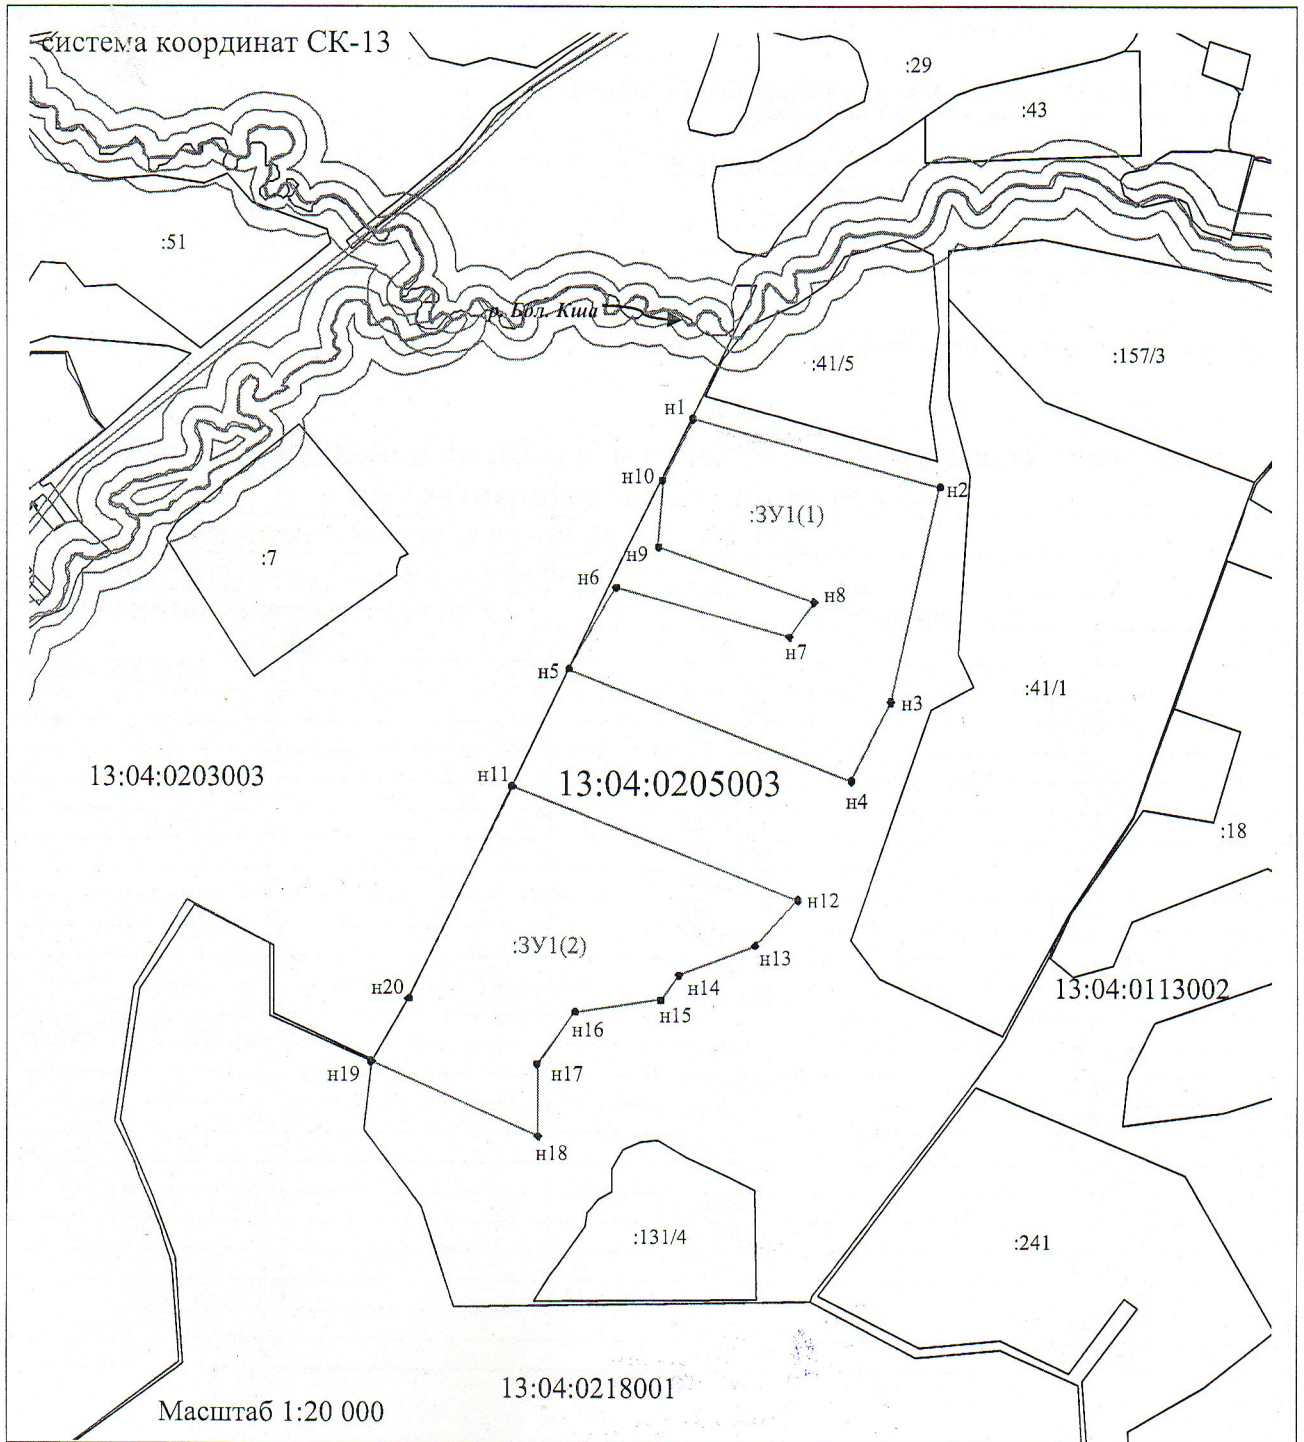 система координат СК-13
:29
:43
:51
р. Бол. Кша
:41/5
:157/3
н1
н10
н2
:ЗУ1(1)
н9
:7
н6
н8
н7
н5
:41/1
н3
13:04:0203003
н11
13:04:0205003
н4
:18
н12
:ЗУ1(2)
н13
н20
н14
13:04:0113002
н15
н16
н19
н17
н18
:131/4
:241
13:04:0218001
Масштаб 1:20 000